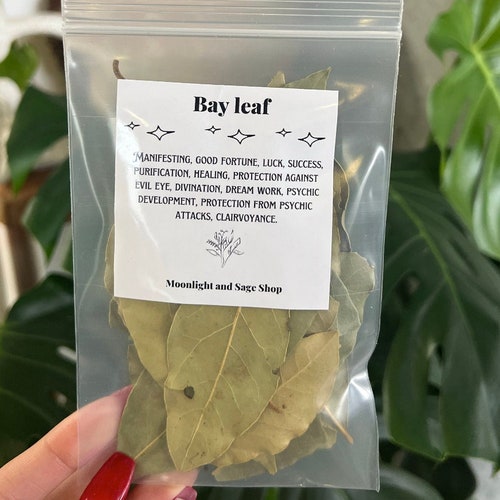 Bay leaf
Manifesting, good fortune, luck, success,
purification, healing, protection against
evil eye, divination, dream work, psychic
development, protection from psychic
attacks, clairvoyance.
Moonlight and Sage Shop